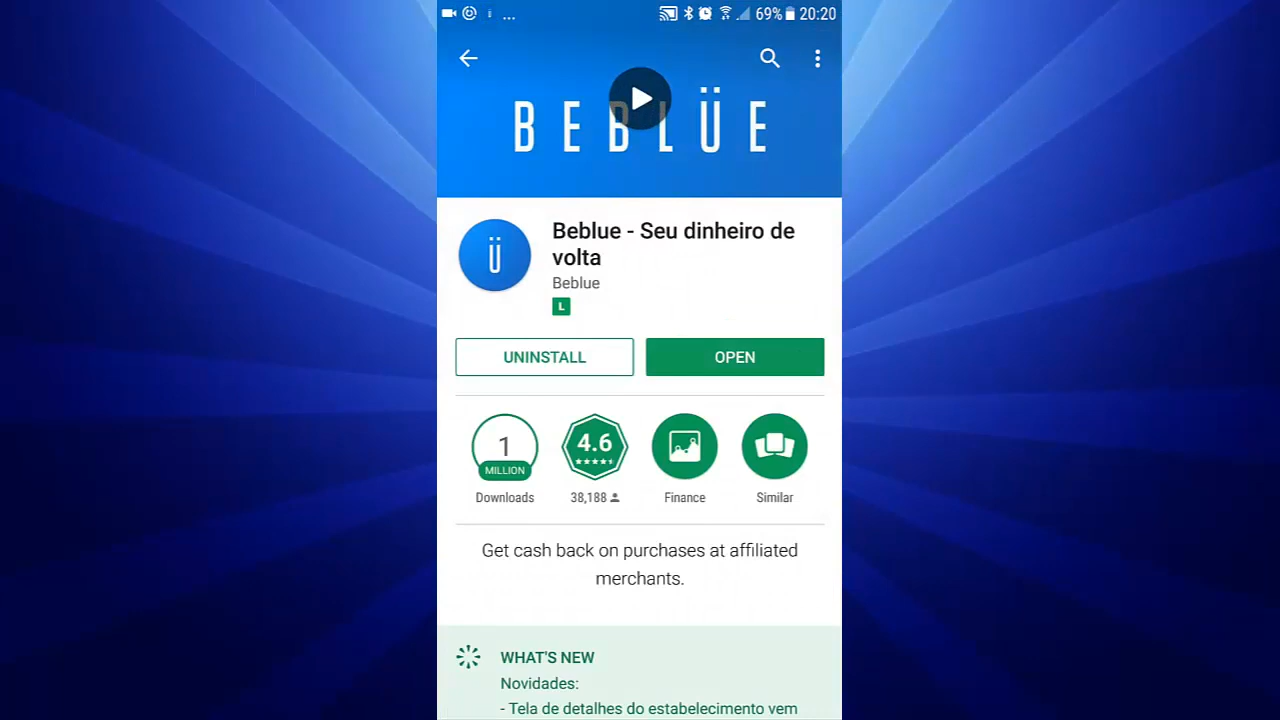 ...
69% 20:20
BEBLÜE
Ü
Beblue - Seu dinheiro de
volta
Beblue
L
UNINSTALL OPEN
1
MILLION
4.6
Downloads 38,188 Finance Similar
Get cash back on purchases at affiliated
merchants.
WHAT'S NEW
Novidades:
- Tela de detalhes do estabelecimento vem